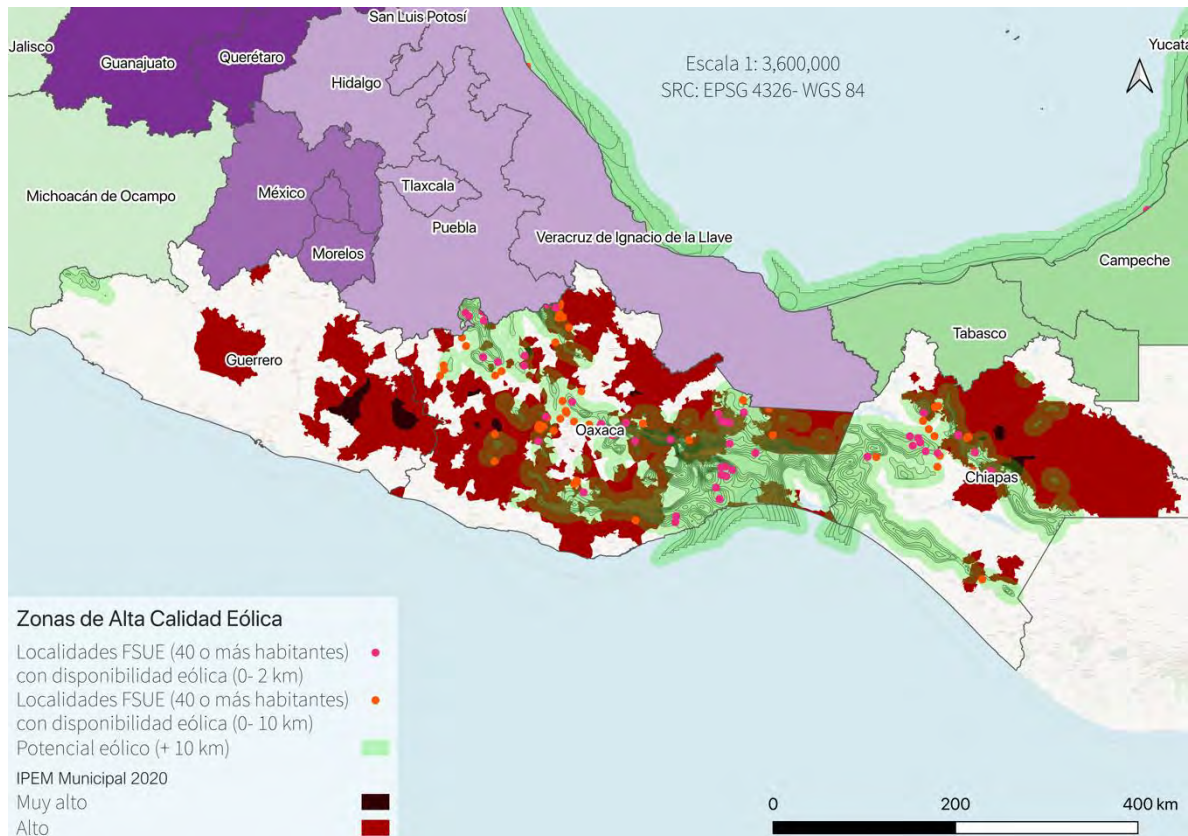 San Luis Potosí
Jalisco
Guanajuato
Querétaro
Yucata
Hidalgo
Escala 1: 3,600,000
SRC: EPSG 4326- WGS 84
Michoacán de Ocampo
México
Tlaxcala
Puebla
Morelos
Veracruz de Ignacio de la Llave
Campeche
Tabasco
Guerrero
Oaxaca
Chiapas
Zonas de Alta Calidad Eólica
Localidades FSUE (40 o más habitantes)
con disponibilidad eólica (0- 2 km)
Localidades FSUE (40 o más habitantes)
con disponibilidad eólica (0- 10 km)
Potencial eólico (+ 10 km)
IPEM Municipal 2020
Muy alto
Alto
0 200 400 km